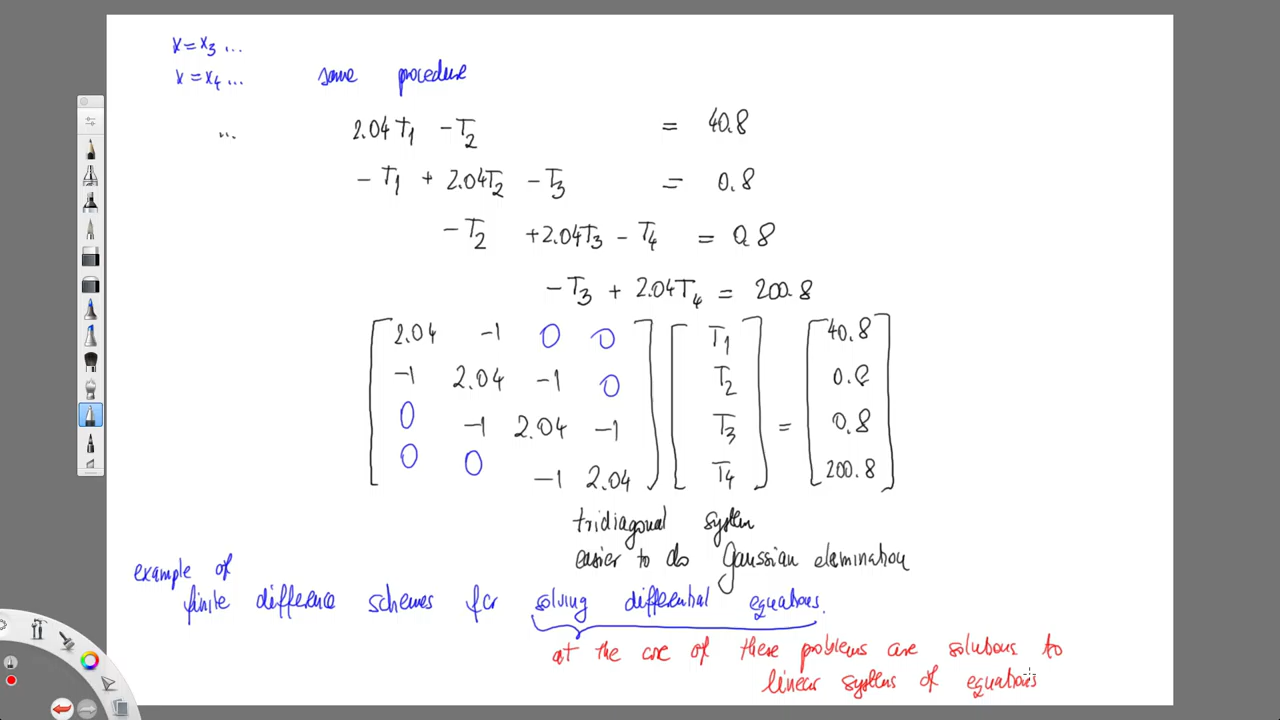 x = x3 ...
x = x4 ... same procedure
... 2.04 T1 - T2 = 40.8
- T1 + 2.04T2 - T3 = 0.8
- T2 + 2.04T3 - T4 = 0.8
- T3 + 2.04T4 = 200.8
[ 2.04 -1 0 0 ] [ T1 ] [ 40.8 ]
[ -1 2.04 -1 0 ] [ T2 ] [ 0.8 ]
[ 0 -1 2.04 -1 ] [ T3 ] = [ 0.8 ]
[ 0 0 -1 2.04 ] [ T4 ] [ 200.8 ]
tridiagonal system
easier to do Gaussian elamination
example of
finite difference schemes for solving differential equations.
at the core of these problems are solutions to
linear systems of equations